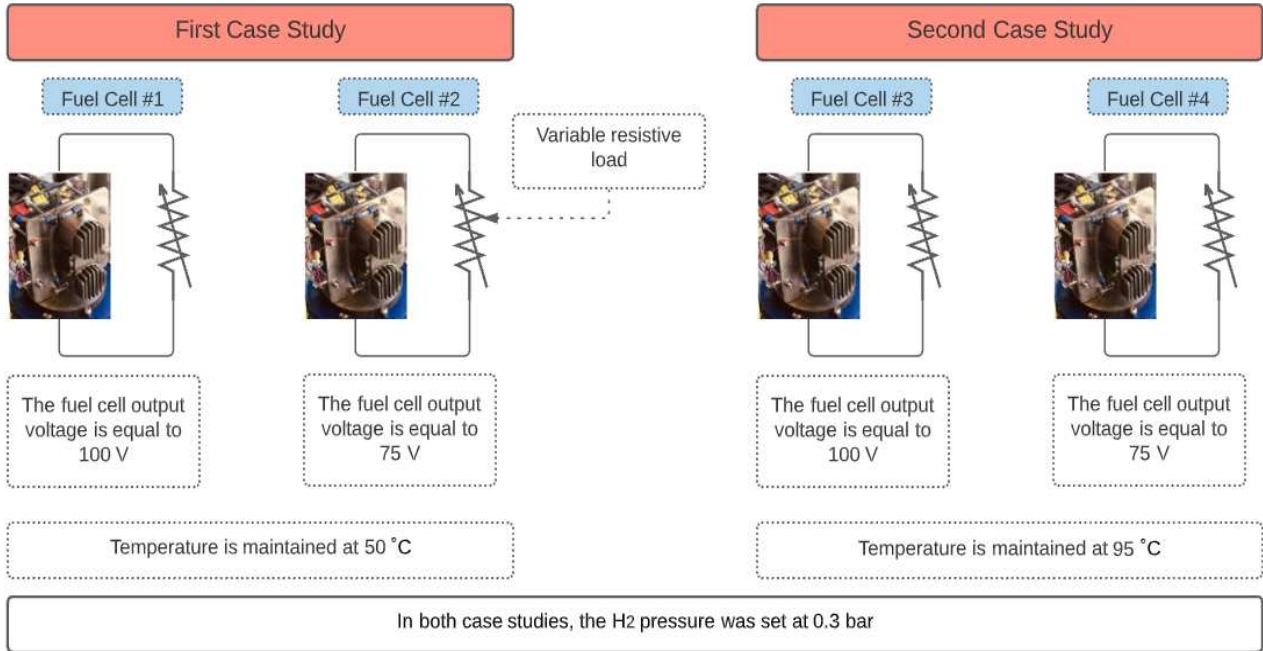 First Case Study
Second Case Study
Fuel Cell #1
Fuel Cell #2
Fuel Cell #3
Fuel Cell #4
Variable resistive
load
The fuel cell output
voltage is equal to
100 V
The fuel cell output
voltage is equal to
75 V
The fuel cell output
voltage is equal to
100 V
The fuel cell output
voltage is equal to
75 V
Temperature is maintained at 50 °C
Temperature is maintained at 95 °C
In both case studies, the H2 pressure was set at 0.3 bar